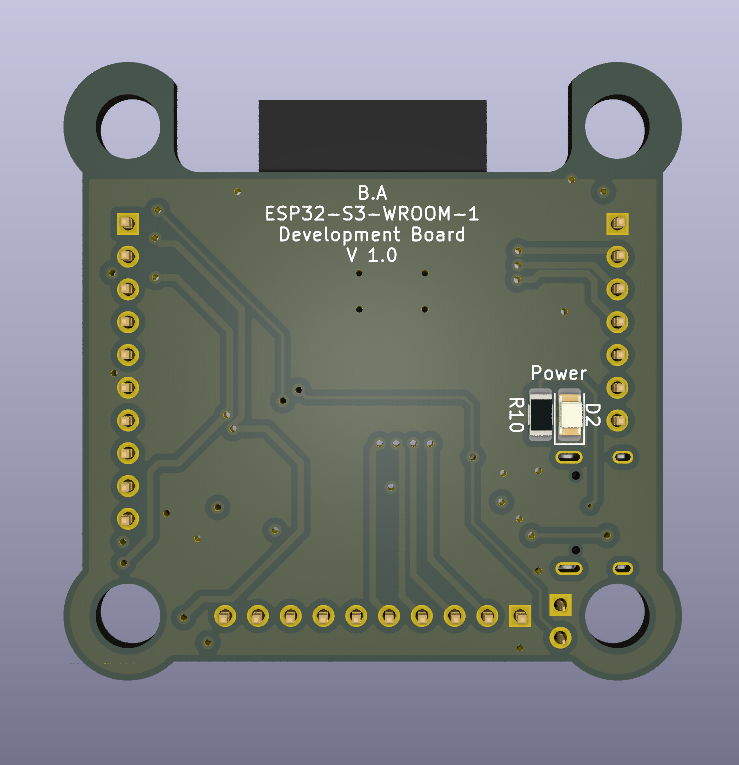 B.A
ESP32-S3-WROOM-1
Development Board
V 1.0
Power
R10
D2